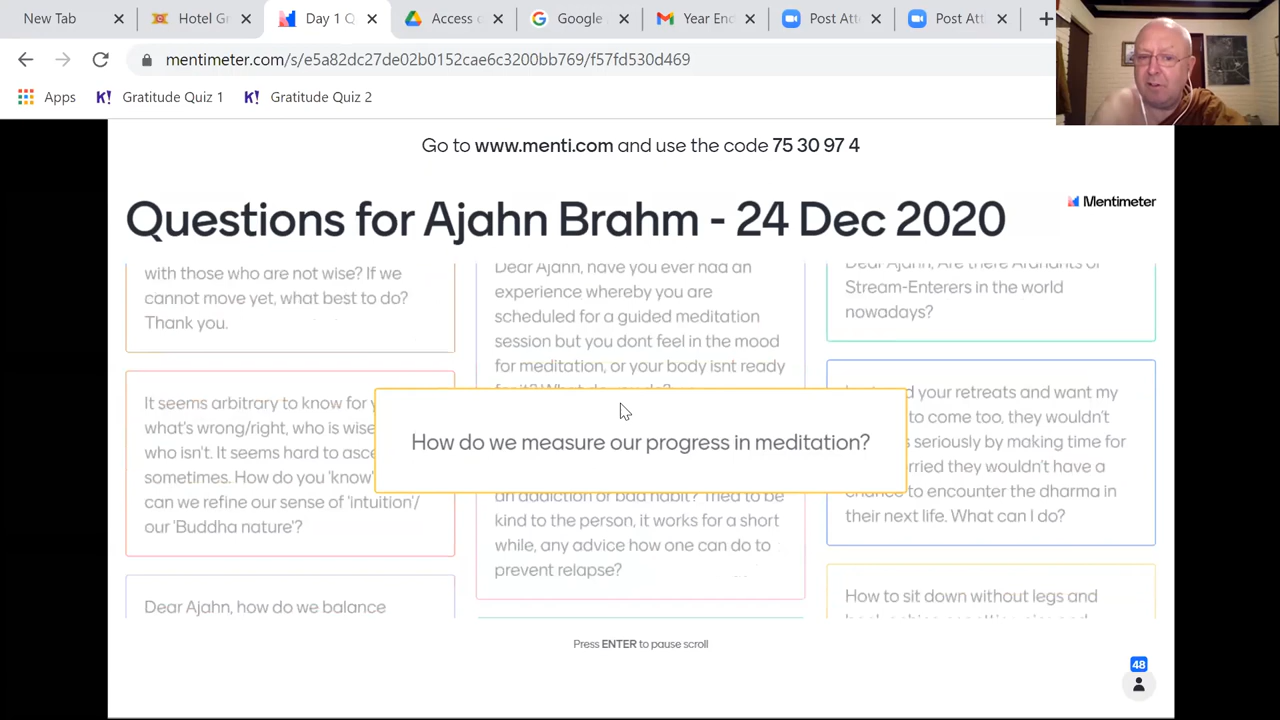 New Tab
Hotel Gr
Day 1 Q
Access
Google
Year End
Post Att
Post Att
mentimeter.com/s/e5a82dc27de02b0152cae6c3200bb769/f57fd530d469
Apps
K! Gratitude Quiz 1
K! Gratitude Quiz 2
Go to www.menti.com and use the code 75 30 97 4
Questions for Ajahn Brahm - 24 Dec 2020
Mentimeter
with those who are not wise? If we
cannot move yet, what best to do?
Thank you.
It seems arbitrary to know for
what's wrong/right, who is wise
who isn't. It seems hard to asce
sometimes. How do you 'know'
can we refine our sense of 'intuition'/
our 'Buddha nature'?
Dear Ajahn, how do we balance
Dear Ajahn, have you ever had an
experience whereby you are
scheduled for a guided meditation
session but you dont feel in the mood
for meditation, or your body isnt ready
for it? What do you do?
How do we measure our progress in meditation?
an addiction or bad habit? Tried to be
kind to the person, it works for a short
while, any advice how one can do to
prevent relapse?
Dear Ajahn, Are there Arahants or
Stream-Enterers in the world
nowadays?
your retreats and want my
to come too, they wouldn't
seriously by making time for
rried they wouldn't have a
chance to encounter the dharma in
their next life. What can I do?
How to sit down without legs and
Press ENTER to pause scroll
48